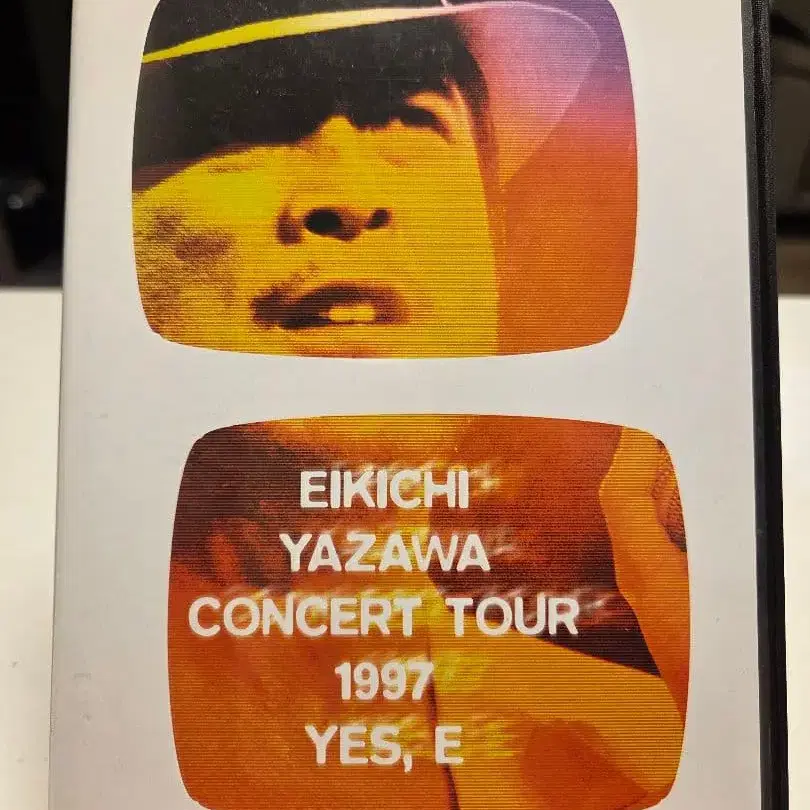 EIKICHI
YAZAWA
CONCERT TOUR
1997
YES, E